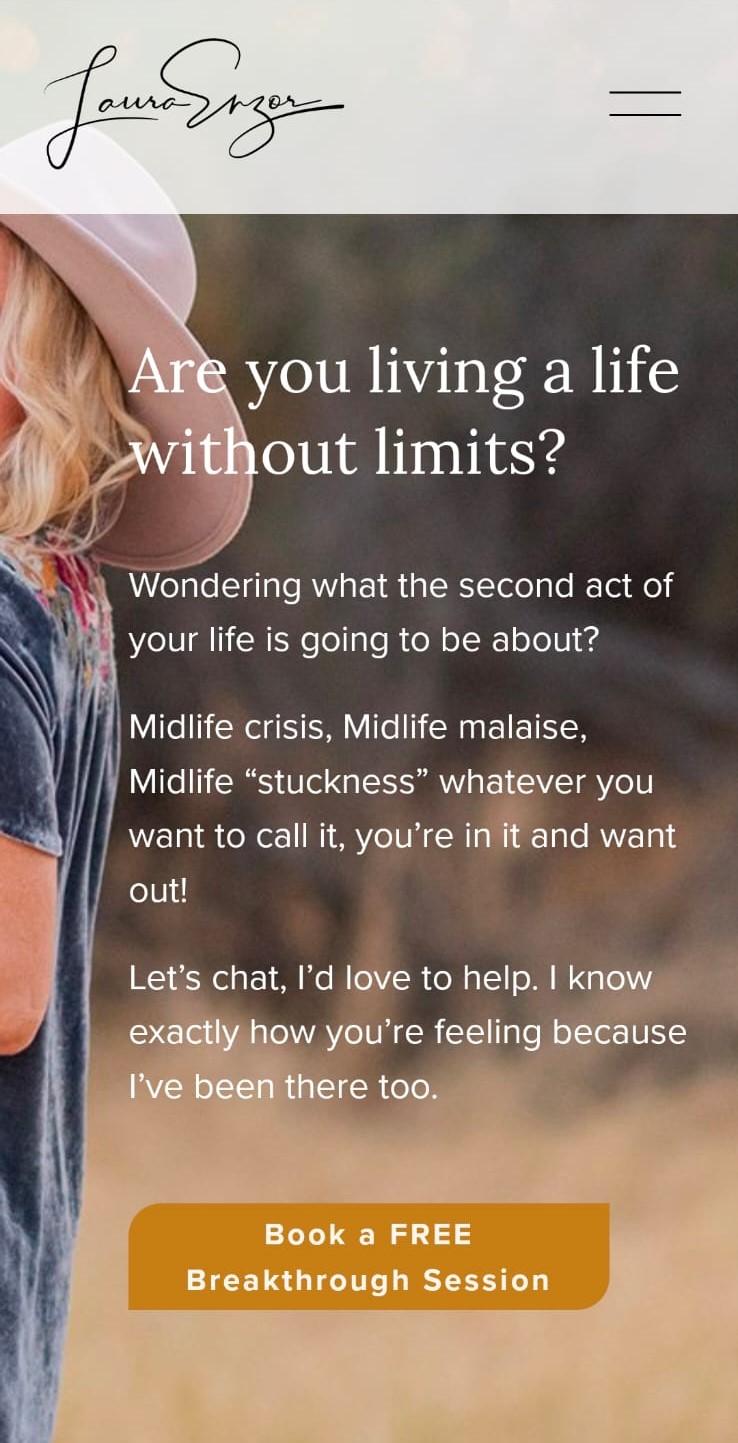 Laura Enzor
Are you living a life
without limits?
Wondering what the second act of
your life is going to be about?
Midlife crisis, Midlife malaise,
Midlife “stuckness” whatever you
want to call it, you’re in it and want
out!
Let’s chat, I’d love to help. I know
exactly how you’re feeling because
I’ve been there too.
Book a FREE
Breakthrough Session